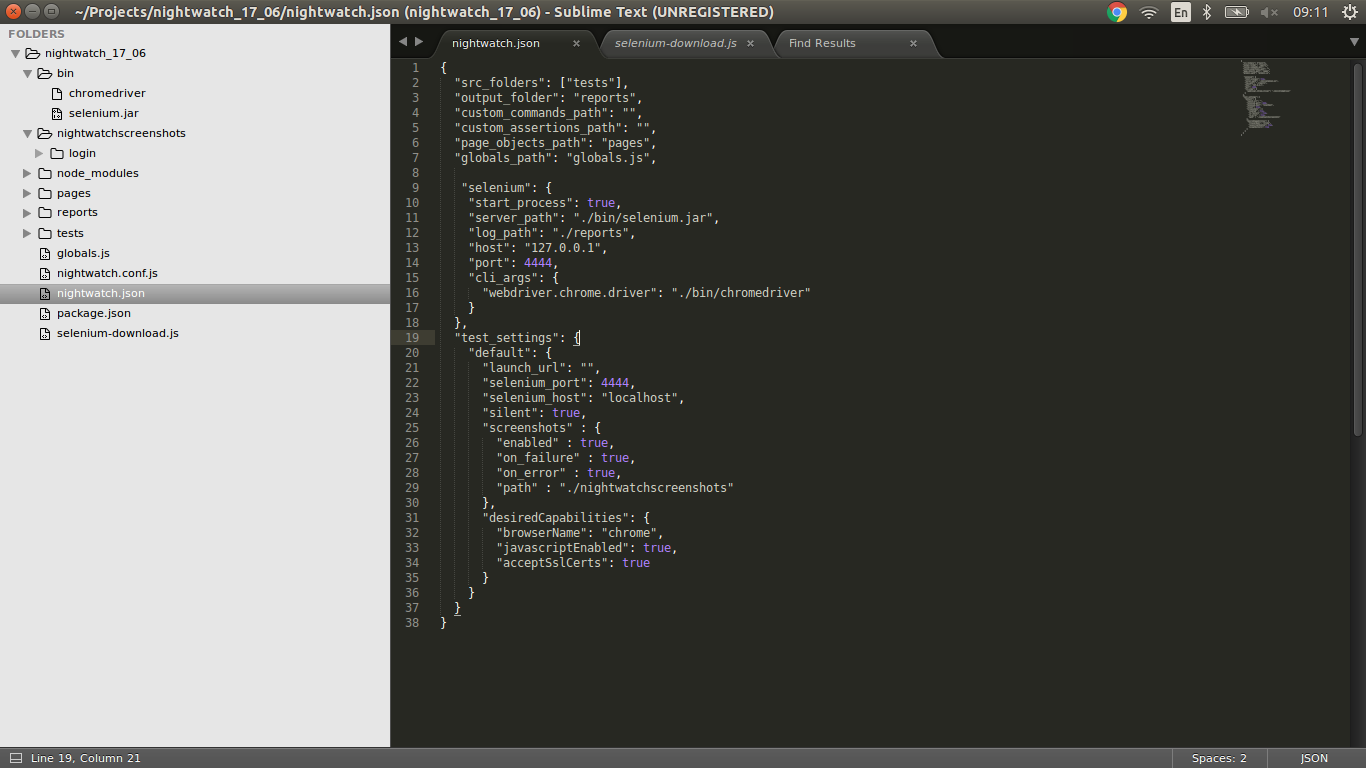 ~/Projects/nightwatch_17_06/nightwatch.json (nightwatch_17_06) - Sublime Text (UNREGISTERED)
En
09:11
FOLDERS
nightwatch_17_06
bin
chromedriver
selenium.jar
nightwatchscreenshots
login
node_modules
pages
reports
tests
globals.js
nightwatch.conf.js
nightwatch.json
package.json
selenium-download.js
nightwatch.json × selenium-download.js × Find Results ×
1 {
2   "src_folders": ["tests"],
3   "output_folder": "reports",
4   "custom_commands_path": "",
5   "custom_assertions_path": "",
6   "page_objects_path": "pages",
7   "globals_path": "globals.js",
8
9    "selenium": {
10     "start_process": true,
11     "server_path": "./bin/selenium.jar",
12     "log_path": "./reports",
13     "host": "127.0.0.1",
14     "port": 4444,
15     "cli_args": {
16       "webdriver.chrome.driver": "./bin/chromedriver"
17     }
18   },
19   "test_settings": {
20     "default": {
21       "launch_url": "",
22       "selenium_port": 4444,
23       "selenium_host": "localhost",
24       "silent": true,
25       "screenshots" : {
26         "enabled" : true,
27         "on_failure" : true,
28         "on_error" : true,
29         "path" : "./nightwatchscreenshots"
30       },
31       "desiredCapabilities": {
32         "browserName": "chrome",
33         "javascriptEnabled": true,
34         "acceptSslCerts": true
35       }
36     }
37   }
38 }
Line 19, Column 21
Spaces: 2
JSON